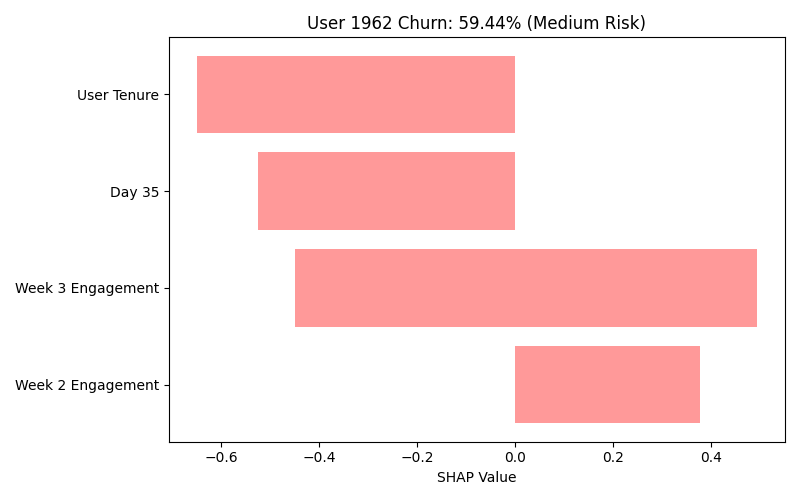 User 1962 Churn: 59.44% (Medium Risk)
User Tenure
Day 35
Week 3 Engagement
Week 2 Engagement
−0.6 −0.4 −0.2 0.0 0.2 0.4
SHAP Value